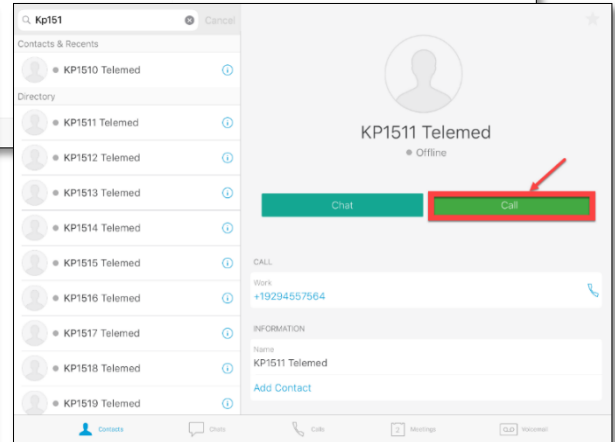 Kp151
Cancel
Contacts & Recents
KP1510 Telemed
Directory
KP1511 Telemed
KP1512 Telemed
KP1513 Telemed
KP1514 Telemed
KP1515 Telemed
KP1516 Telemed
KP1517 Telemed
KP1518 Telemed
KP1519 Telemed
KP1511 Telemed
Offline
Chat
Call
CALL
Work
+19294557564
INFORMATION
Name
KP1511 Telemed
Add Contact
Contacts
Chats
Calls
2
Meetings
Voicemail